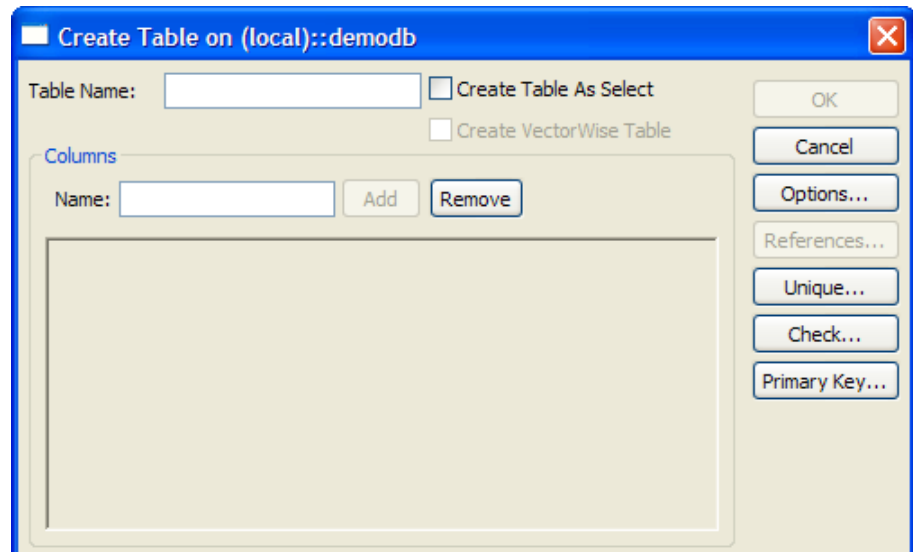 Create Table on (local)::demodb
Table Name:
Create Table As Select
OK
Create VectorWise Table
Cancel
Columns
Name:
Add
Remove
Options...
References...
Unique...
Check...
Primary Key...